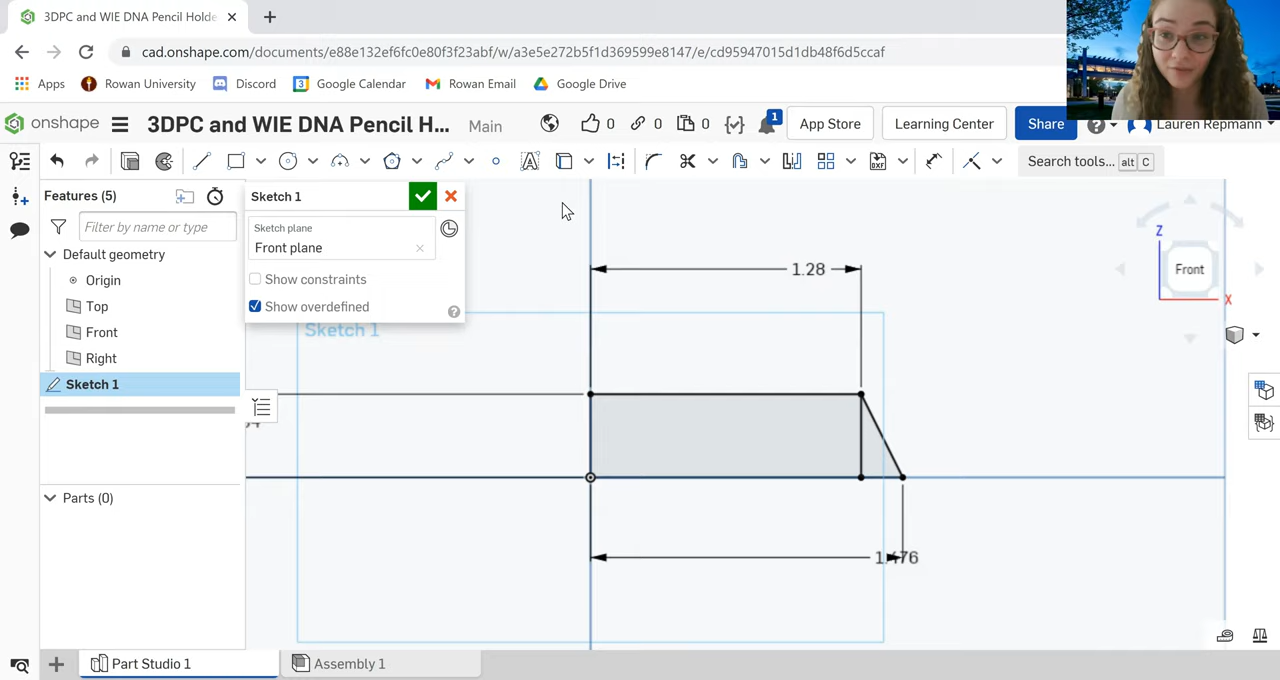 3DPC and WIE DNA Pencil Holde
cad.onshape.com/documents/e88e132ef6fc0e80f3f23abf/w/a3e5e272b5f1d369599e8147/e/cd95947015d1db48f6d5ccaf
Apps Rowan University Discord Google Calendar Rowan Email Google Drive
onshape 3DPC and WIE DNA Pencil H... Main 0 0 0 1 App Store Learning Center Share Lauren Repmann
Search tools... alt C
Features (5)
Filter by name or type
Default geometry
Origin
Top
Front
Right
Sketch 1
Parts (0)
Sketch 1
Sketch plane
Front plane
Show constraints
Show overdefined
Sketch 1
1.28
1.476
Z
Front
X
Part Studio 1 Assembly 1